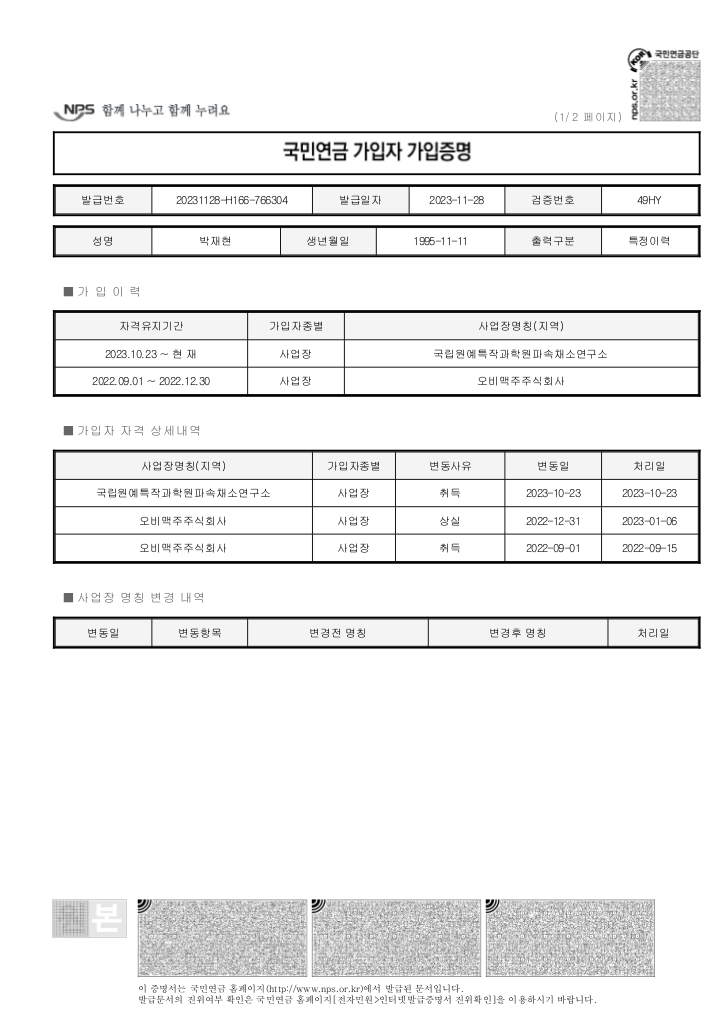 국민연금공단
KOR
nps.or.kr
NPS 함께 나누고 함께 누려요
(1/2 페이지)
국민연금 가입자 가입증명
발급번호 20231128-H166-766304 발급일자 2023-11-28 검증번호 49HY
성명 박재현 생년월일 1995-11-11 출력구분 특정이력
■ 가 입 이 력
자격유지기간 가입자종별 사업장명칭(지역)
2023.10.23 ~ 현 재 사업장 국립원예특작과학원파속채소연구소
2022.09.01 ~ 2022.12.30 사업장 오비맥주주식회사
■ 가입자 자격 상세내역
사업장명칭(지역) 가입자종별 변동사유 변동일 처리일
국립원예특작과학원파속채소연구소 사업장 취득 2023-10-23 2023-10-23
오비맥주주식회사 사업장 상실 2022-12-31 2023-01-06
오비맥주주식회사 사업장 취득 2022-09-01 2022-09-15
■ 사업장 명칭 변경 내역
변동일 변동항목 변경전 명칭 변경후 명칭 처리일
본
이 증명서는 국민연금 홈페이지(http://www.nps.or.kr)에서 발급된 문서입니다.
발급문서의 진위여부 확인은 국민연금 홈페이지[전자민원>인터넷발급증명서 진위확인]을 이용하시기 바랍니다.